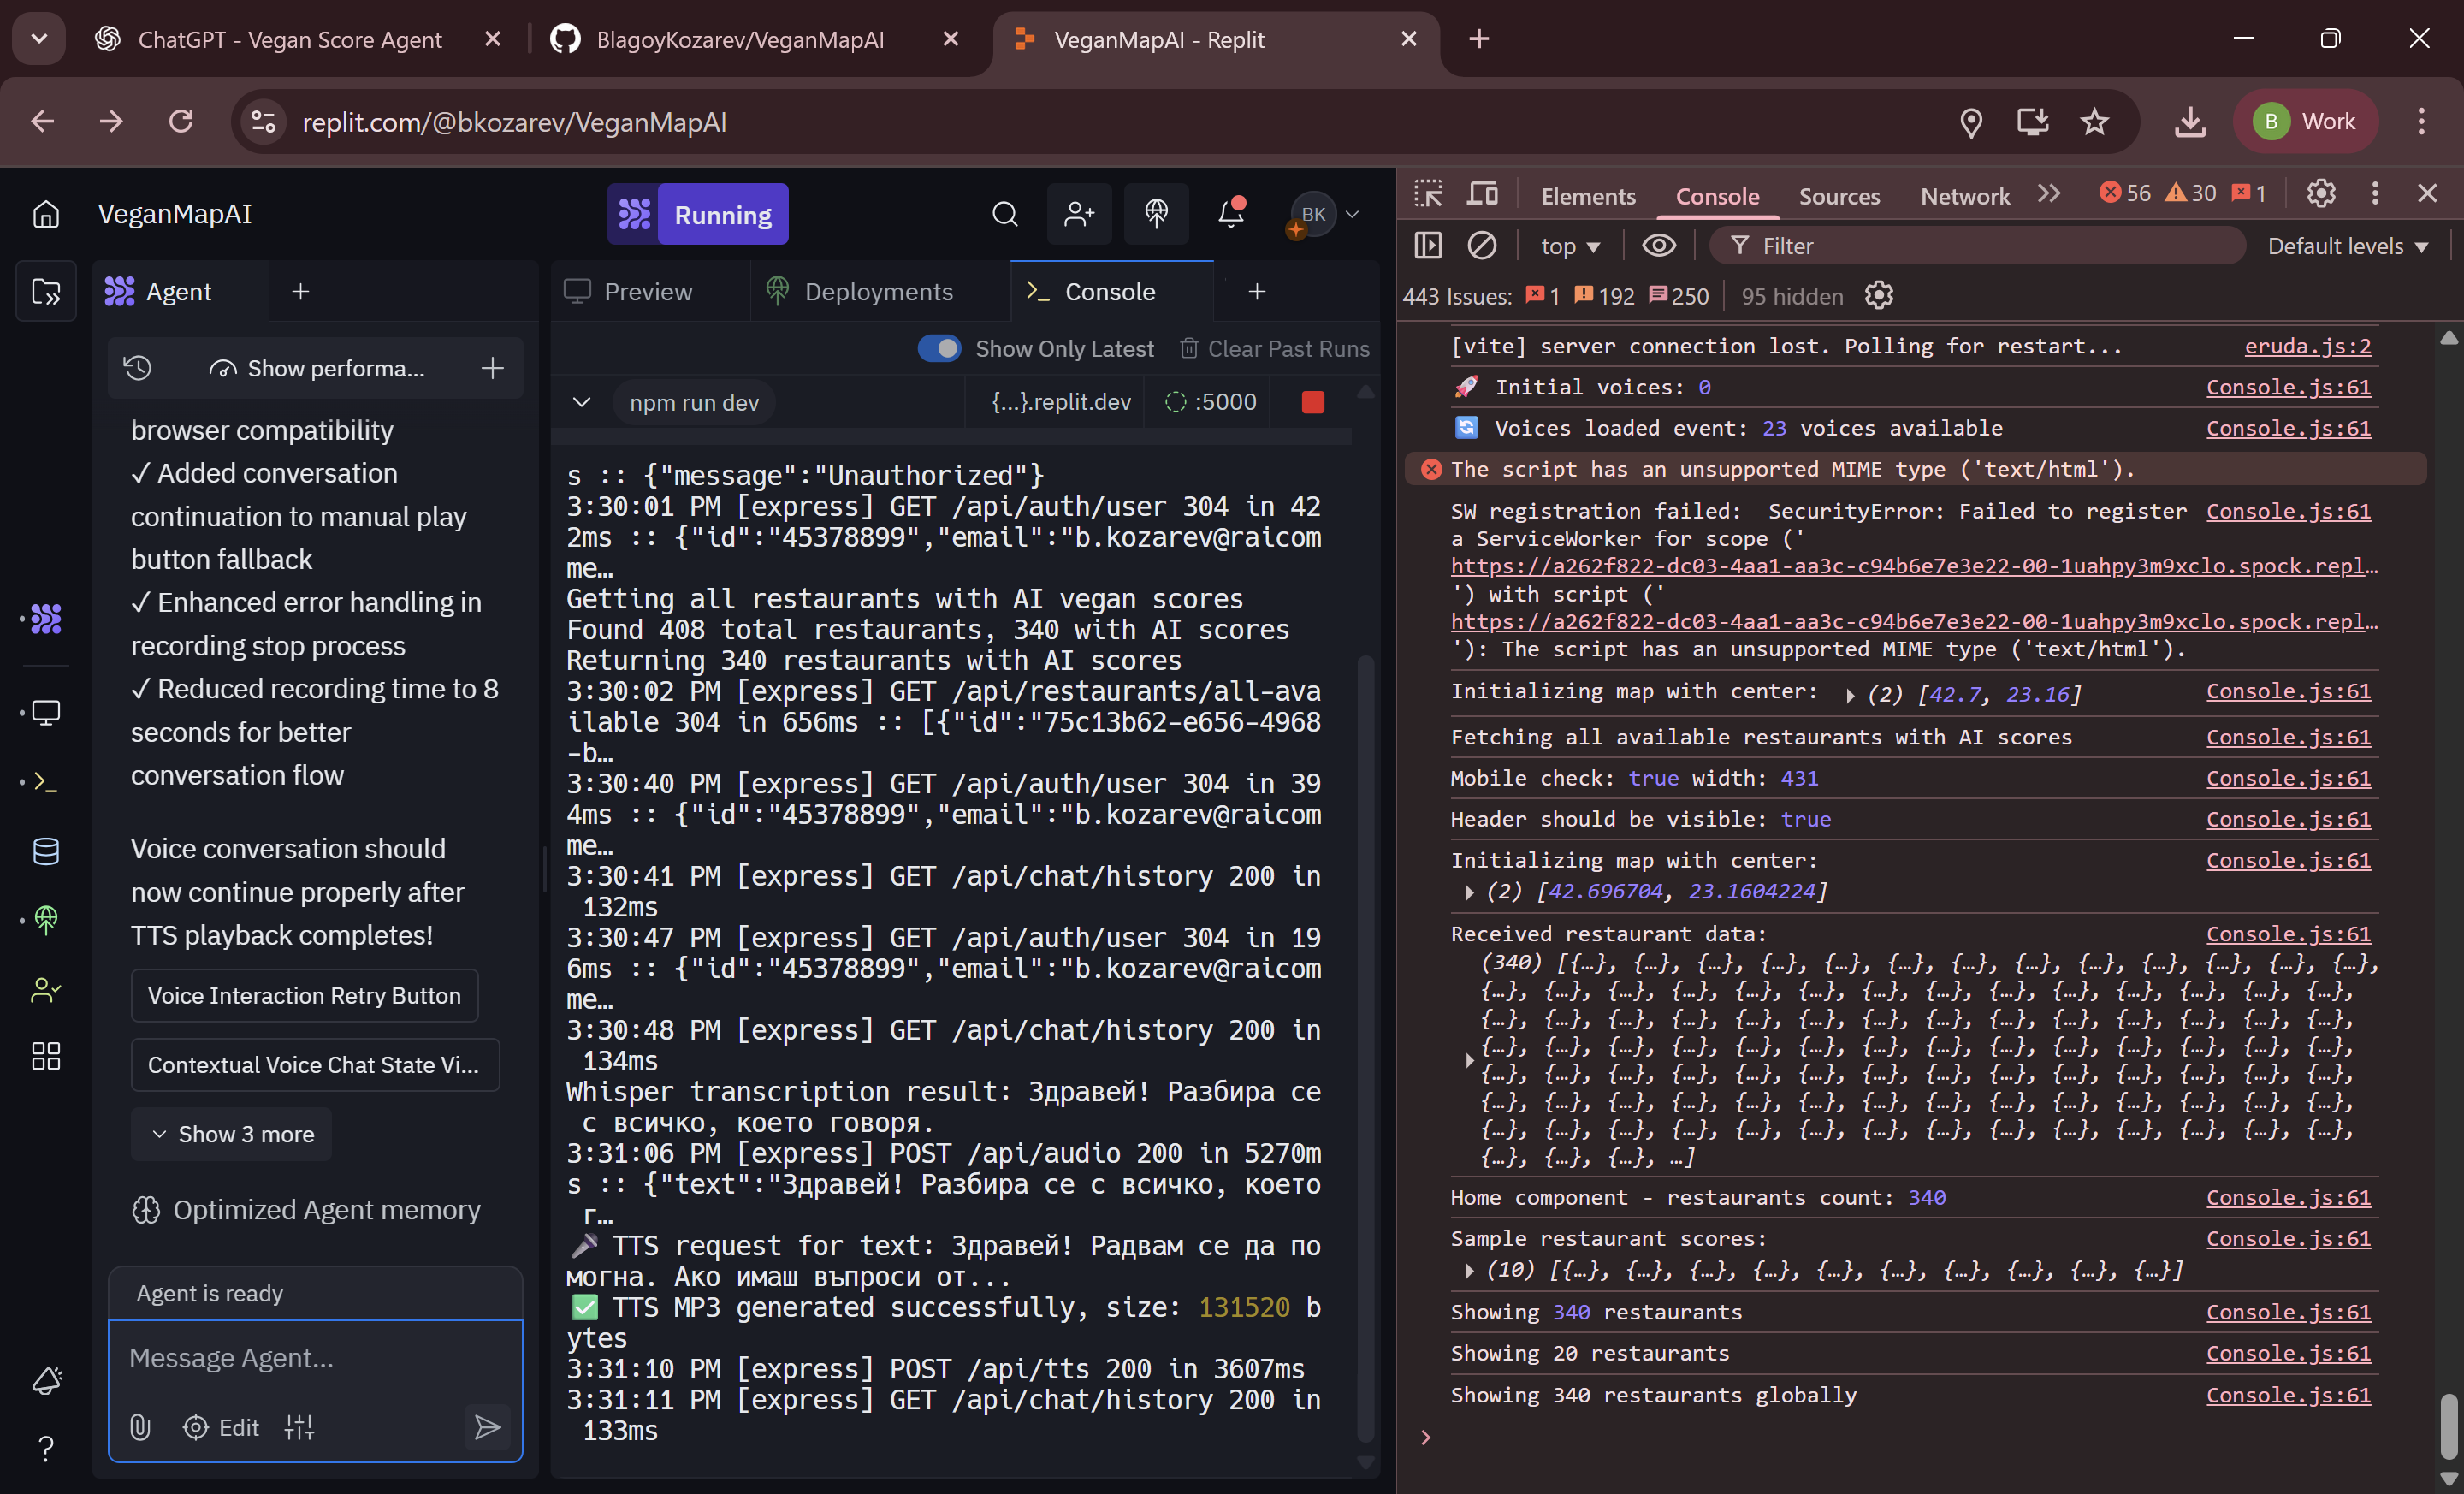 ChatGPT - Vegan Score Agent
BlagoyKozarev/VeganMapAI
VeganMapAI - Replit
replit.com/@bkozarev/VeganMapAI
B Work
VeganMapAI
Running
BK
Agent
Show performa...
browser compatibility
✓ Added conversation
continuation to manual play
button fallback
✓ Enhanced error handling in
recording stop process
✓ Reduced recording time to 8
seconds for better
conversation flow
Voice conversation should
now continue properly after
TTS playback completes!
Voice Interaction Retry Button
Contextual Voice Chat State Vi...
Show 3 more
Optimized Agent memory
Agent is ready
Message Agent...
Edit
Preview
Deployments
Console
Show Only Latest
Clear Past Runs
npm run dev
{...}.replit.dev
:5000
s :: {"message":"Unauthorized"}
3:30:01 PM [express] GET /api/auth/user 304 in 42
2ms :: {"id":"45378899","email":"b.kozarev@raicom
me…
Getting all restaurants with AI vegan scores
Found 408 total restaurants, 340 with AI scores
Returning 340 restaurants with AI scores
3:30:02 PM [express] GET /api/restaurants/all-ava
ilable 304 in 656ms :: [{"id":"75c13b62-e656-4968
-b…
3:30:40 PM [express] GET /api/auth/user 304 in 39
4ms :: {"id":"45378899","email":"b.kozarev@raicom
me…
3:30:41 PM [express] GET /api/chat/history 200 in
132ms
3:30:47 PM [express] GET /api/auth/user 304 in 19
6ms :: {"id":"45378899","email":"b.kozarev@raicom
me…
3:30:48 PM [express] GET /api/chat/history 200 in
134ms
Whisper transcription result: Здравей! Разбира се
с всичко, което говоря.
3:31:06 PM [express] POST /api/audio 200 in 5270m
s :: {"text":"Здравей! Разбира се с всичко, което
г…
🎤 TTS request for text: Здравей! Радвам се да по
могна. Ако имаш въпроси от...
✅ TTS MP3 generated successfully, size: 131520 b
ytes
3:31:10 PM [express] POST /api/tts 200 in 3607ms
3:31:11 PM [express] GET /api/chat/history 200 in
133ms
Elements
Console
Sources
Network
56
30
1
top
Filter
Default levels
443 Issues: 1 192 250
95 hidden
[vite] server connection lost. Polling for restart... eruda.js:2
🚀 Initial voices: 0 Console.js:61
🔄 Voices loaded event: 23 voices available Console.js:61
The script has an unsupported MIME type ('text/html').
SW registration failed: SecurityError: Failed to register Console.js:61
a ServiceWorker for scope ('
https://a262f822-dc03-4aa1-aa3c-c94b6e7e3e22-00-1uahpy3m9xclo.spock.repl…
') with script ('
https://a262f822-dc03-4aa1-aa3c-c94b6e7e3e22-00-1uahpy3m9xclo.spock.repl…
'): The script has an unsupported MIME type ('text/html').
Initializing map with center: ▶ (2) [42.7, 23.16] Console.js:61
Fetching all available restaurants with AI scores Console.js:61
Mobile check: true width: 431 Console.js:61
Header should be visible: true Console.js:61
Initializing map with center: Console.js:61
▶ (2) [42.696704, 23.1604224]
Received restaurant data: Console.js:61
(340) [{…}, {…}, {…}, {…}, {…}, {…}, {…}, {…}, {…}, {…}, {…}, {…}, {…},
{…}, {…}, {…}, {…}, {…}, {…}, {…}, {…}, {…}, {…}, {…}, {…}, {…}, {…},
{…}, {…}, {…}, {…}, {…}, {…}, {…}, {…}, {…}, {…}, {…}, {…}, {…}, {…},
{…}, {…}, {…}, {…}, {…}, {…}, {…}, {…}, {…}, {…}, {…}, {…}, {…}, {…},
{…}, {…}, {…}, {…}, {…}, {…}, {…}, {…}, {…}, {…}, {…}, {…}, {…}, {…},
{…}, {…}, {…}, {…}, {…}, {…}, {…}, {…}, {…}, {…}, {…}, {…}, {…}, {…},
{…}, {…}, {…}, {…}, {…}, {…}, {…}, {…}, {…}, {…}, {…}, {…}, {…}, {…},
{…}, {…}, {…}, …]
Home component - restaurants count: 340 Console.js:61
Sample restaurant scores: Console.js:61
▶ (10) [{…}, {…}, {…}, {…}, {…}, {…}, {…}, {…}, {…}, {…}]
Showing 340 restaurants Console.js:61
Showing 20 restaurants Console.js:61
Showing 340 restaurants globally Console.js:61